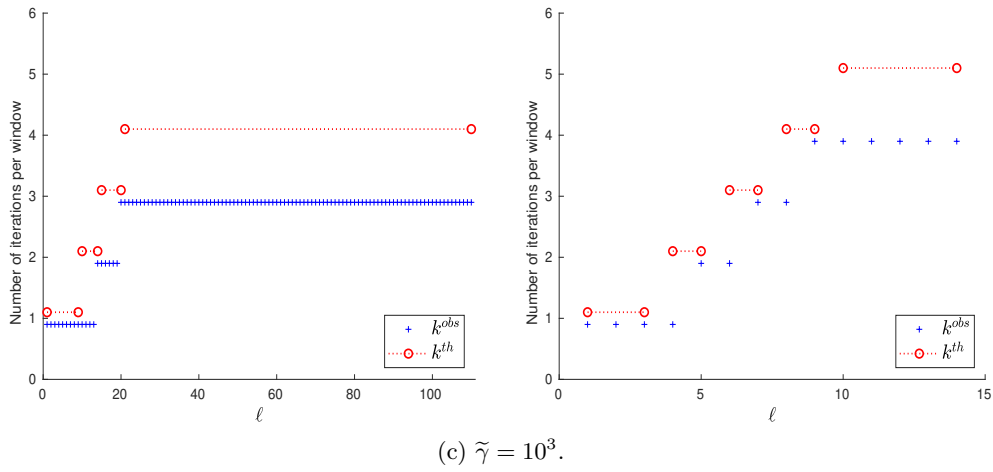 Number of iterations per window
6
5
4
3
2
1
0
0
20
40
60
80
100
ℓ
k^{obs}
k^{th}
Number of iterations per window
6
5
4
3
2
1
0
0
5
10
15
ℓ
k^{obs}
k^{th}
(c) γ̃ = 10³.